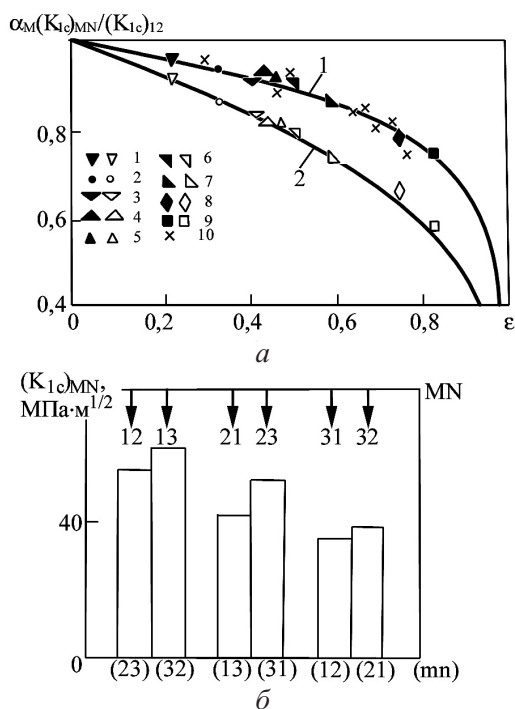 α_M(K_1c)_MN/(K_1c)_12
1
0,8
2
0,6
0,4
1 6
2 7
3 8
4 9
5 10
0 0,2 0,4 0,6 0,8 ε
а
(K_1c)_MN,
МПа·м^1/2
MN
12 13 21 23 31 32
40
0
(23) (32) (13) (31) (12) (21) (mn)
б